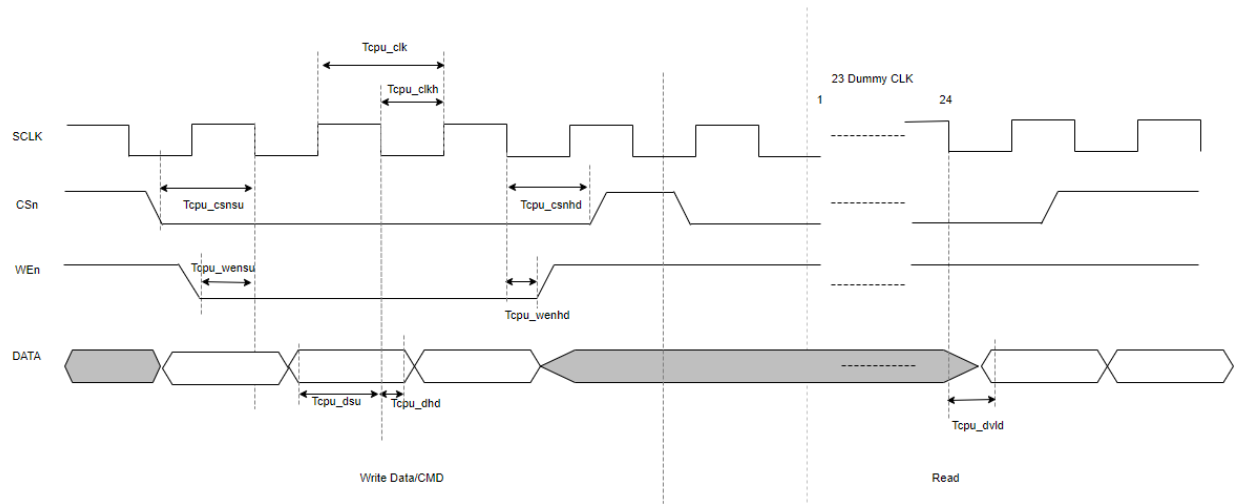 Tcpu_clk
Tcpu_clkh
23 Dummy CLK
1
24
SCLK
Tcpu_csnsu
Tcpu_csnhd
CSn
Tcpu_wensu
WEn
Tcpu_wenhd
DATA
Tcpu_dsu
Tcpu_dhd
Tcpu_dvld
Write Data/CMD
Read